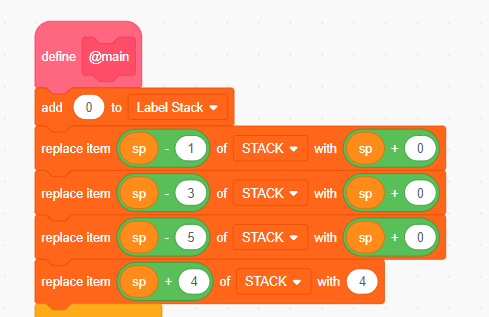 define @main
add 0 to Label Stack
replace item sp - 1 of STACK with sp + 0
replace item sp - 3 of STACK with sp + 0
replace item sp - 5 of STACK with sp + 0
replace item sp + 4 of STACK with 4